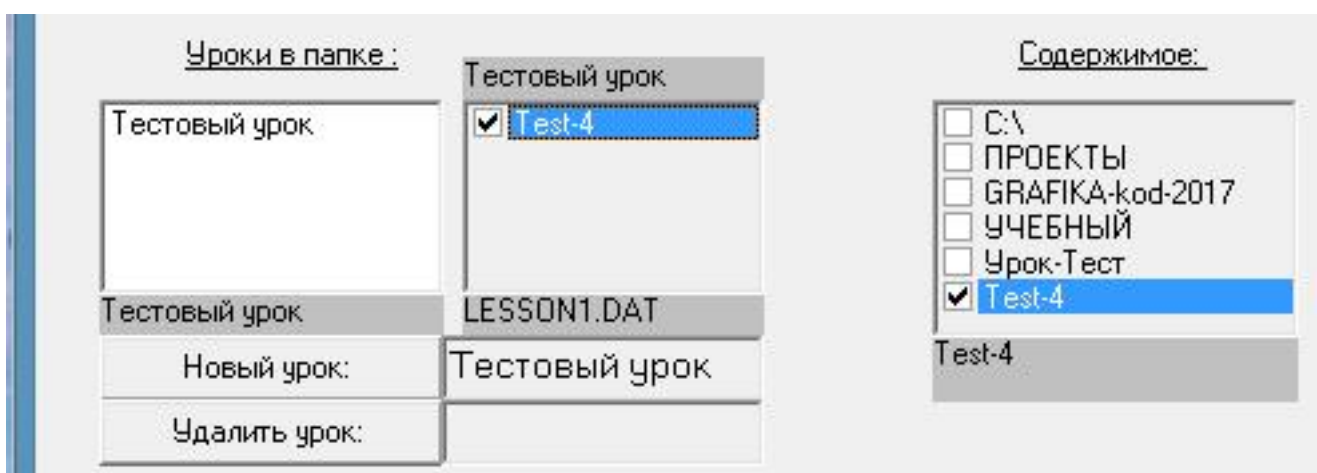 Уроки в папке :
Тестовый урок
Тестовый урок
Новый урок:
Удалить урок:
Тестовый урок
Test-4
LESSON1.DAT
Тестовый урок
Содержимое:
C:\
ПРОЕКТЫ
GRAFIKA-kod-2017
УЧЕБНЫЙ
Урок-Тест
Test-4
Test-4